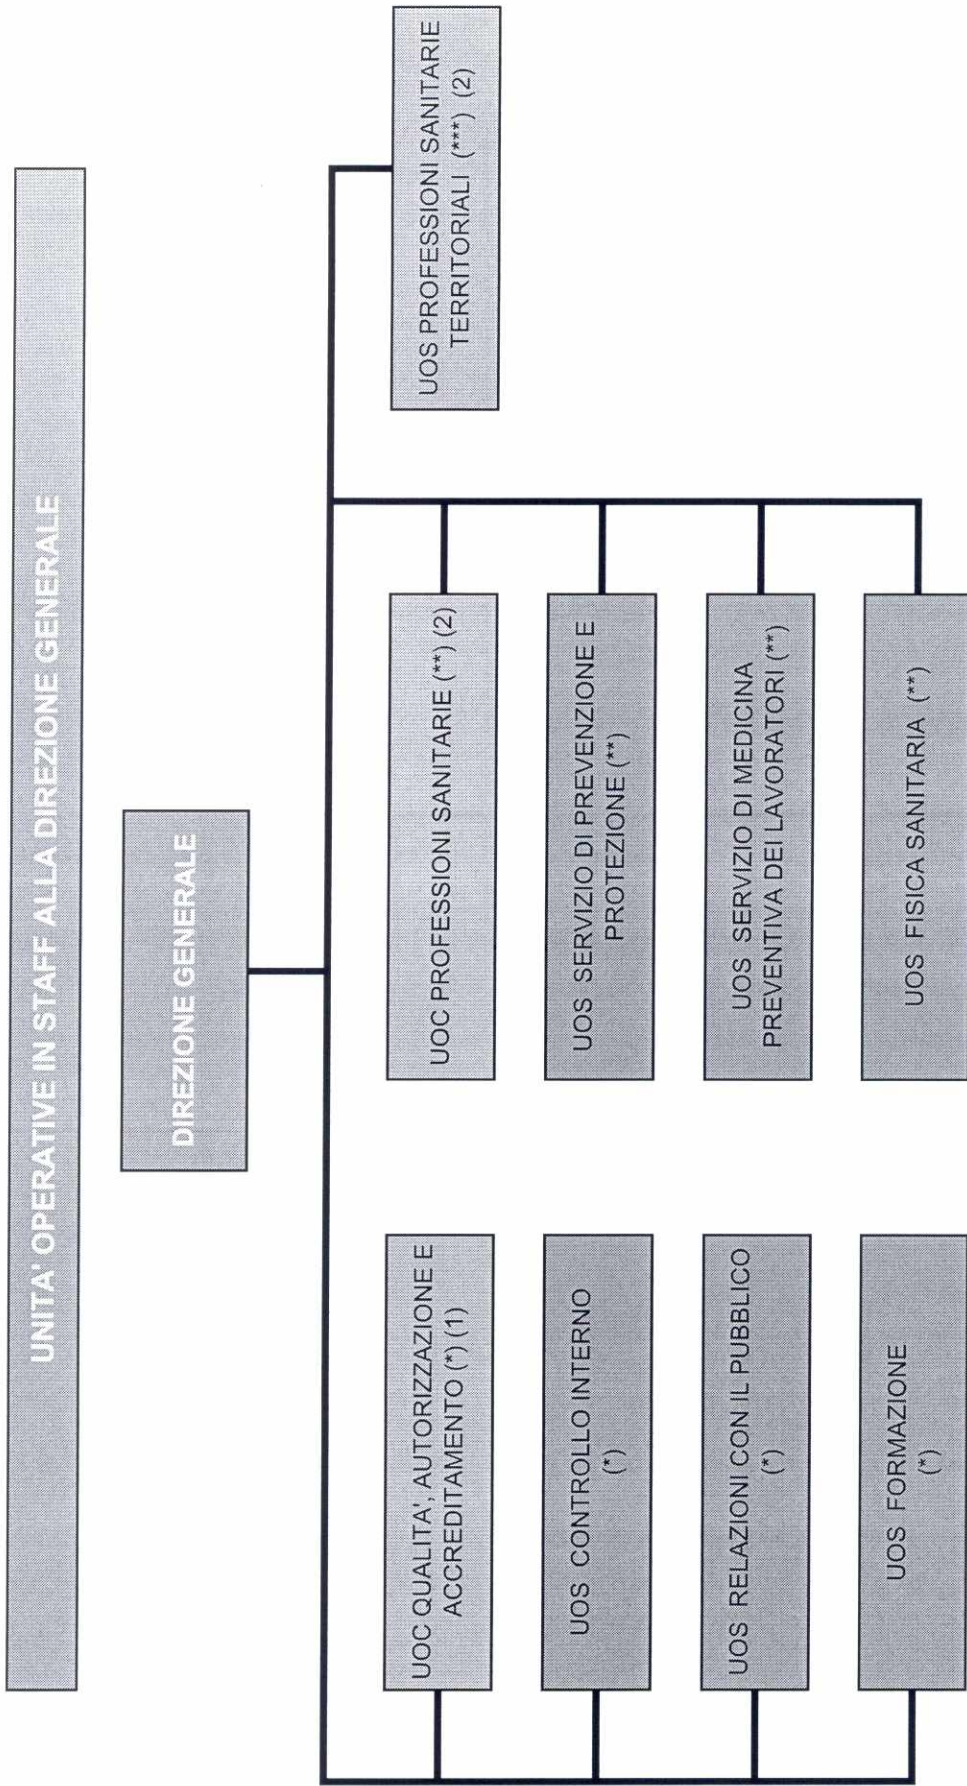 UNITA' OPERATIVE IN STAFF ALLA DIREZIONE GENERALE
DIREZIONE GENERALE
UOC QUALITA', AUTORIZZAZIONE E
ACCREDITAMENTO (*) (1)
UOS CONTROLLO INTERNO
(*)
UOS RELAZIONI CON IL PUBBLICO
(*)
UOS FORMAZIONE
(*)
UOC PROFESSIONI SANITARIE (**) (2)
UOS SERVIZIO DI PREVENZIONE E
PROTEZIONE (**)
UOS SERVIZIO DI MEDICINA
PREVENTIVA DEI LAVORATORI (**)
UOS FISICA SANITARIA (**)
UOS PROFESSIONI SANITARIE
TERRITORIALI (***) (2)